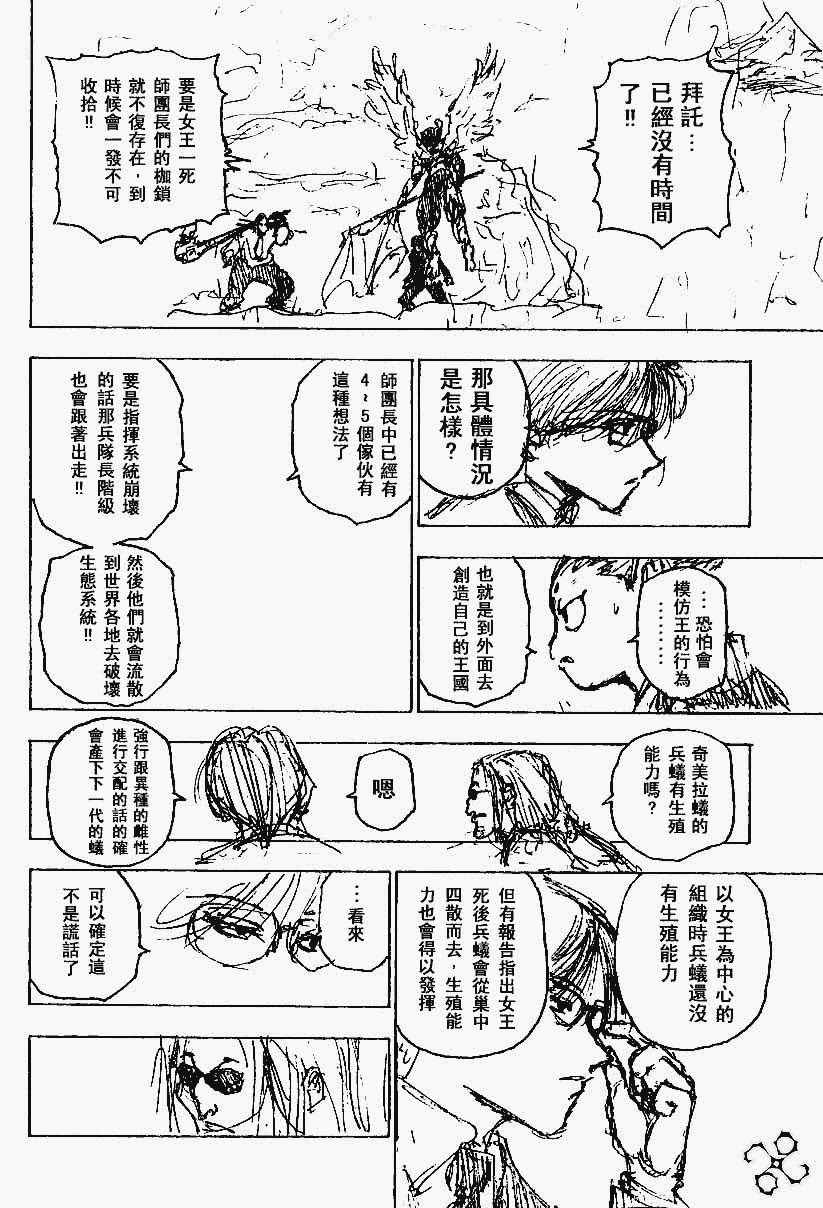 拜託…
已經沒有時間
了!!
要是女王一死
師團長們的枷鎖
就不復存在，到
時候會一發不可
收拾!!
那具體情況
是怎樣?
師團長中已經有
4~5個傢伙有
這種想法了
要是指揮系統崩壞
的話那兵隊長階級
也會跟著出走!!
然後他們就會流散
到世界各地去破壞
生態系統!!
…恐怕會
模仿王的行為
………
也就是到外面去
創造自己的王國
奇美拉蟻的
兵蟻有生殖
能力嗎?
嗯
強行跟異種的雌性
進行交配的話的確
會產下下一代的蟻
以女王為中心的
組織時兵蟻還沒
有生殖能力
但有報告指出女王
死後兵蟻會從巢中
四散而去，生殖能
力也會得以發揮
…看來
可以確定這
不是謊話了